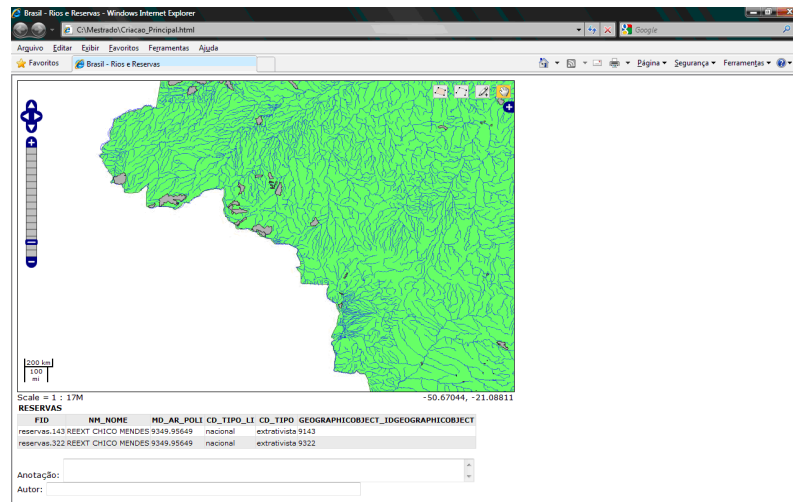 Brasil - Rios e Reservas - Windows Internet Explorer
C:\Mestrado\Criacao_Principal.html
Google
Arquivo Editar Exibir Favoritos Ferramentas Ajuda
Favoritos Brasil - Rios e Reservas Página Segurança Ferramentas
200 km
100 mi
Scale = 1 : 17M -50.67044, -21.08811
RESERVAS
FID NM_NOME MD_AR_POLI CD_TIPO_LI CD_TIPO GEOGRAPHICOBJECT_IDGEOGRAPHICOBJECT
reservas.143 REEXT CHICO MENDES 9349.95649 nacional extrativista 9143
reservas.322 REEXT CHICO MENDES 9349.95649 nacional extrativista 9322
Anotação:
Autor: